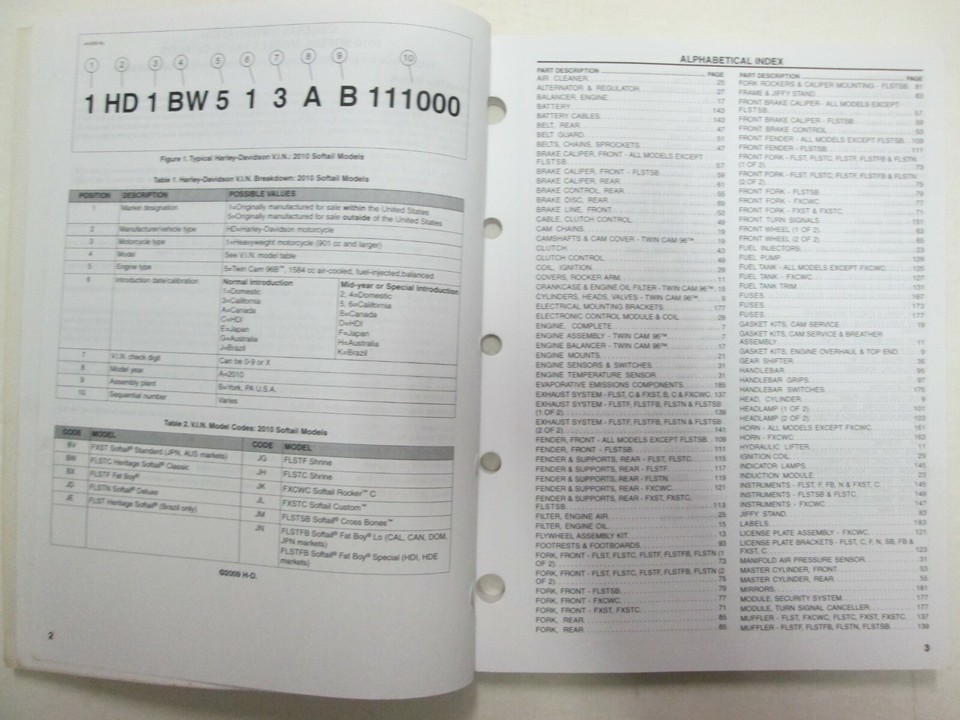 1 2 3 4 5 6 7 8 9 10
1 HD 1 BW 5 1 3 A B 111000
Figure 1. Typical Harley-Davidson V.I.N.: 2010 Softail Models
Table 1. Harley-Davidson V.I.N. Breakdown: 2010 Softail Models
POSITION DESCRIPTION POSSIBLE VALUES
1 Market designation 1=Originally manufactured for sale within the United States
5=Originally manufactured for sale outside of the United States
2 Manufacturer/vehicle type HD=Harley-Davidson motorcycle
3 Motorcycle type 1=Heavyweight motorcycle (901 cc and larger)
4 Model See V.I.N. model table
5 Engine type 5=Twin Cam 96B™, 1584 cc air-cooled, fuel-injected,balanced
6 Introduction date/calibration Normal Introduction Mid-year or Special Introduction
1=Domestic 2, 4=Domestic
3=California 5, 6=California
A=Canada B=Canada
C=HDI D=HDI
E=Japan F=Japan
G=Australia H=Australia
J=Brazil K=Brazil
7 V.I.N. check digit Can be 0-9 or X
8 Model year A=2010
9 Assembly plant B=York, PA U.S.A.
10 Sequential number Varies
Table 2. V.I.N. Model Codes: 2010 Softail Models
CODE MODEL CODE MODEL
BV FXST Softail® Standard (JPN, AUS markets) JG FLSTF Shrine
BW FLSTC Heritage Softail® Classic JH FLSTC Shrine
BX FLSTF Fat Boy® JK FXCWC Softail Rocker™ C
JD FLSTN Softail® Deluxe JL FXSTC Softail Custom™
JE FLST Heritage Softail® (Brazil only) JM FLSTSB Softail® Cross Bones™
JN FLSTFB Softail® Fat Boy® Lo (CAL, CAN, DOM,
JPN markets)
FLSTFB Softail® Fat Boy® Special (HDI, HDE
markets)
©2009 H-D.
2
ALPHABETICAL INDEX
PART DESCRIPTION PAGE
AIR CLEANER 25
ALTERNATOR & REGULATOR 27
BALANCER, ENGINE 17
BATTERY 143
BATTERY CABLES 143
BELT, REAR 47
BELT GUARD 51
BELTS, CHAINS, SPROCKETS 47
BRAKE CALIPER, FRONT - ALL MODELS EXCEPT
FLSTSB 57
BRAKE CALIPER, FRONT - FLSTSB 59
BRAKE CALIPER, REAR 61
BRAKE CONTROL, REAR 55
BRAKE DISC, REAR 69
BRAKE LINE, FRONT
CABLE, CLUTCH CONTROL 49
CAM CHAINS 19
CAMSHAFTS & CAM COVER - TWIN CAM 96™ 19
CLUTCH 43
CLUTCH CONTROL 49
COIL, IGNITION 29
COVERS, ROCKER ARM 11
CRANKCASE & ENGINE OIL FILTER - TWIN CAM 96™ 15
CYLINDERS, HEADS, VALVES - TWIN CAM 96™ 9
ELECTRICAL MOUNTING BRACKETS 177
ELECTRONIC CONTROL MODULE & COIL 29
ENGINE, COMPLETE 7
ENGINE ASSEMBLY - TWIN CAM 96™ 7
ENGINE BALANCER - TWIN CAM 96™ 17
ENGINE MOUNTS 21
ENGINE SENSORS & SWITCHES 31
ENGINE TEMPERATURE SENSOR 31
EVAPORATIVE EMISSIONS COMPONENTS 185
EXHAUST SYSTEM - FLST, C & FXST, B, C & FXCWC 137
EXHAUST SYSTEM - FLSTF, FLSTFB, FLSTN & FLSTSB
(1 OF 2) 139
EXHAUST SYSTEM - FLSTF, FLSTFB, FLSTN & FLSTSB
(2 OF 2) 141
FENDER, FRONT - ALL MODELS EXCEPT FLSTSB 109
FENDER, FRONT - FLSTSB 111
FENDER & SUPPORTS, REAR - FLST, FLSTC 115
FENDER & SUPPORTS, REAR - FLSTF 117
FENDER & SUPPORTS, REAR - FLSTN 119
FENDER & SUPPORTS, REAR - FXCWC 121
FENDER & SUPPORTS, REAR - FXST, FXSTC,
FLSTSB 113
FILTER, ENGINE AIR 25
FILTER, ENGINE OIL 15
FLYWHEEL ASSEMBLY KIT 13
FOOTRESTS & FOOTBOARDS 93
FORK, FRONT - FLST, FLSTC, FLSTF, FLSTFB, FLSTN (1
OF 2) 73
FORK, FRONT - FLST, FLSTC, FLSTF, FLSTFB, FLSTN (2
OF 2) 75
FORK, FRONT - FLSTSB 79
FORK, FRONT - FXCWC 77
FORK, FRONT - FXST, FXSTC 71
FORK, REAR 85
FORK, REAR 85
PART DESCRIPTION PAGE
FORK ROCKERS & CALIPER MOUNTING - FLSTSB 81
FRAME & JIFFY STAND 83
FRONT BRAKE CALIPER - ALL MODELS EXCEPT
FLSTSB 57
FRONT BRAKE CALIPER - FLSTSB 59
FRONT BRAKE CONTROL 53
FRONT FENDER - ALL MODELS EXCEPT FLSTSB 109
FRONT FENDER - FLSTSB 111
FRONT FORK - FLST, FLSTC, FLSTF, FLSTFB & FLSTN
(1 OF 2) 73
FRONT FORK - FLST, FLSTC, FLSTF, FLSTFB & FLSTN
(2 OF 2) 75
FRONT FORK - FLSTSB 79
FRONT FORK - FXCWC 77
FRONT FORK - FXST & FXSTC 71
FRONT TURN SIGNALS 151
FRONT WHEEL (1 OF 2) 63
FRONT WHEEL (2 OF 2) 65
FUEL INJECTORS 23
FUEL PUMP 129
FUEL TANK - ALL MODELS EXCEPT FXCWC 125
FUEL TANK - FXCWC 127
FUEL TANK TRIM 131
FUSES 167
FUSES 173
FUSES 177
GASKET KITS, CAM SERVICE 19
GASKET KITS, CAM SERVICE & BREATHER
ASSEMBLY 11
GASKET KITS, ENGINE OVERHAUL & TOP END 9
GEAR SHIFTER
HANDLEBAR 95
HANDLEBAR GRIPS 97
HANDLEBAR SWITCHES 175
HEAD, CYLINDER 9
HEADLAMP (1 OF 2) 101
HEADLAMP (2 OF 2) 103
HORN - ALL MODELS EXCEPT FXCWC 161
HORN - FXCWC 163
HYDRAULIC LIFTER 11
IGNITION COIL 29
INDICATOR LAMPS 145
INDUCTION MODULE 23
INSTRUMENTS - FLST, F, FB, N & FXST, C 145
INSTRUMENTS - FLSTSB & FLSTC 149
INSTRUMENTS - FXCWC 147
JIFFY STAND 83
LABELS 183
LICENSE PLATE ASSEMBLY - FXCWC 121
LICENSE PLATE BRACKETS - FLST, C, F, N, SB, FB &
FXST, C 123
MANIFOLD AIR PRESSURE SENSOR 31
MASTER CYLINDER, FRONT 53
MASTER CYLINDER, REAR 55
MIRRORS 181
MODULE, SECURITY SYSTEM 177
MODULE, TURN SIGNAL CANCELLER 177
MUFFLER - FLST, FXCWC, FLSTC, FXST, FXSTC 137
MUFFLER - FLSTF, FLSTFB, FLSTN, FLSTSB 139
3